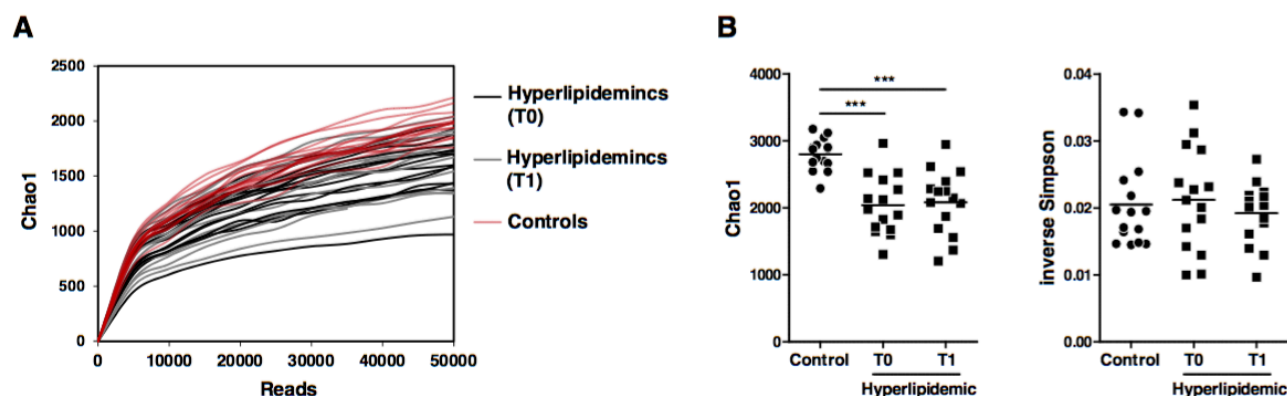 A
2500
2000
1500
1000
500
0
Chao1
0 10000 20000 30000 40000 50000
Reads
Hyperlipidemincs
(T0)
Hyperlipidemincs
(T1)
Controls
B
4000
3000
2000
1000
0
Chao1
***
***
Control T0 T1
Hyperlipidemic
0.04
0.03
0.02
0.01
0.00
inverse Simpson
Control T0 T1
Hyperlipidemic